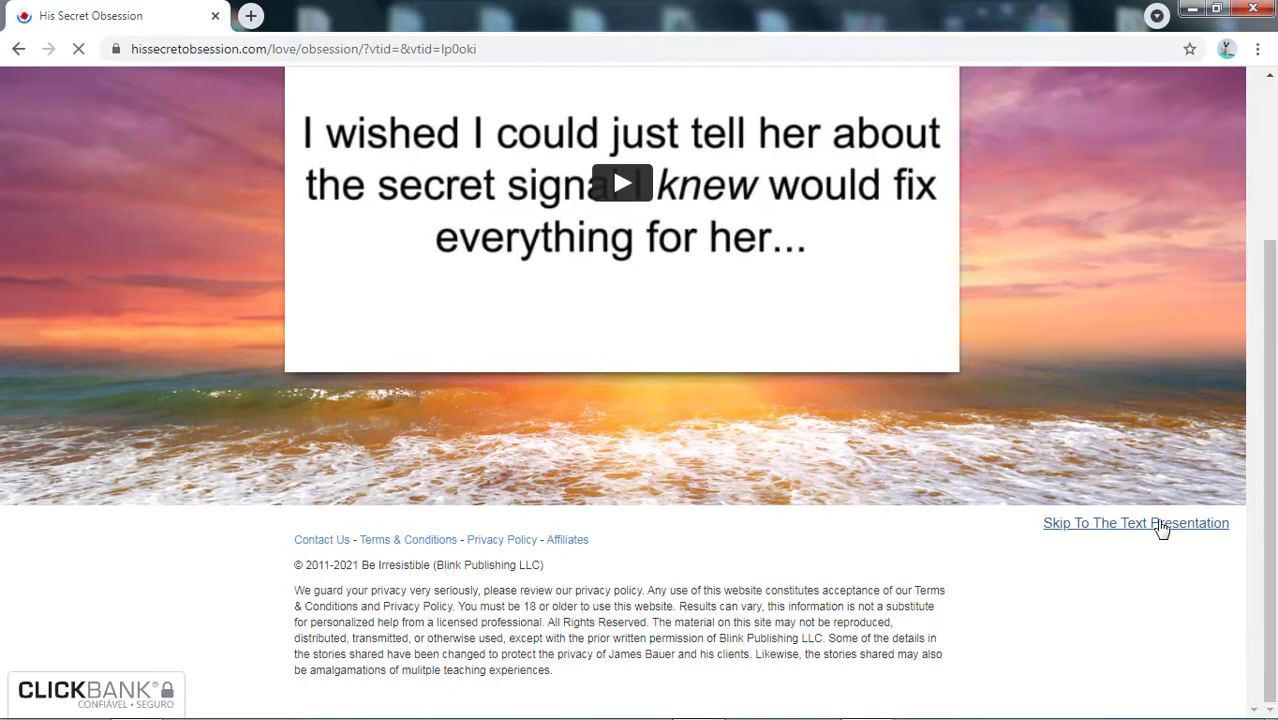 His Secret Obsession
hissecretobsession.com/love/obsession/?vtid=&vtid=lp0oki
I wished I could just tell her about
the secret signal I knew would fix
everything for her...
Skip To The Text Presentation
Contact Us - Terms & Conditions - Privacy Policy - Affiliates
© 2011-2021 Be Irresistible (Blink Publishing LLC)
We guard your privacy very seriously, please review our privacy policy. Any use of this website constitutes acceptance of our Terms
& Conditions and Privacy Policy. You must be 18 or older to use this website. Results can vary, this information is not a substitute
for personalized help from a licensed professional. All Rights Reserved. The material on this site may not be reproduced,
distributed, transmitted, or otherwise used, except with the prior written permission of Blink Publishing LLC. Some of the details in
the stories shared have been changed to protect the privacy of James Bauer and his clients. Likewise, the stories shared may also
be amalgamations of mulitple teaching experiences.
CLICKBANK®
CONFIÁVEL • SEGURO